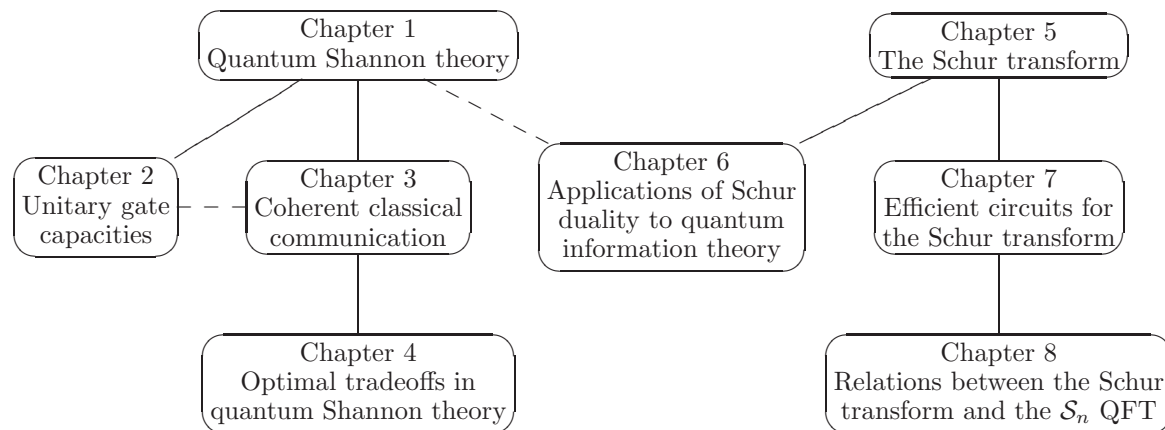 Chapter 1
Quantum Shannon theory
Chapter 5
The Schur transform
Chapter 2
Unitary gate
capacities
Chapter 3
Coherent classical
communication
Chapter 6
Applications of Schur
duality to quantum
information theory
Chapter 7
Efficient circuits for
the Schur transform
Chapter 4
Optimal tradeoffs in
quantum Shannon theory
Chapter 8
Relations between the Schur
transform and the 𝒮ₙ QFT